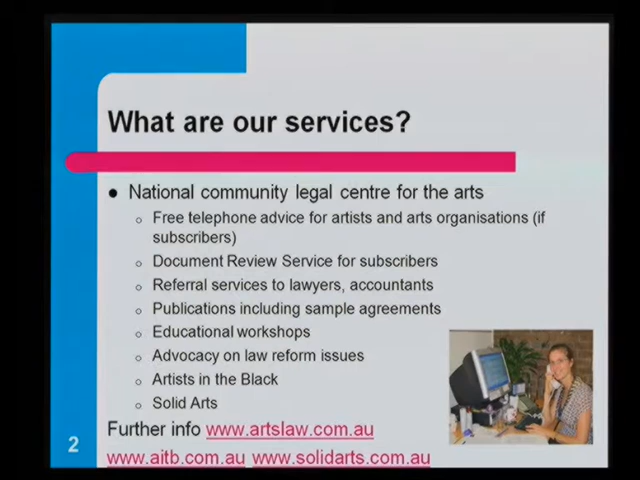 What are our services?
● National community legal centre for the arts
○ Free telephone advice for artists and arts organisations (if
subscribers)
○ Document Review Service for subscribers
○ Referral services to lawyers, accountants
○ Publications including sample agreements
○ Educational workshops
○ Advocacy on law reform issues
○ Artists in the Black
○ Solid Arts
Further info www.artslaw.com.au
www.aitb.com.au www.solidarts.com.au
2